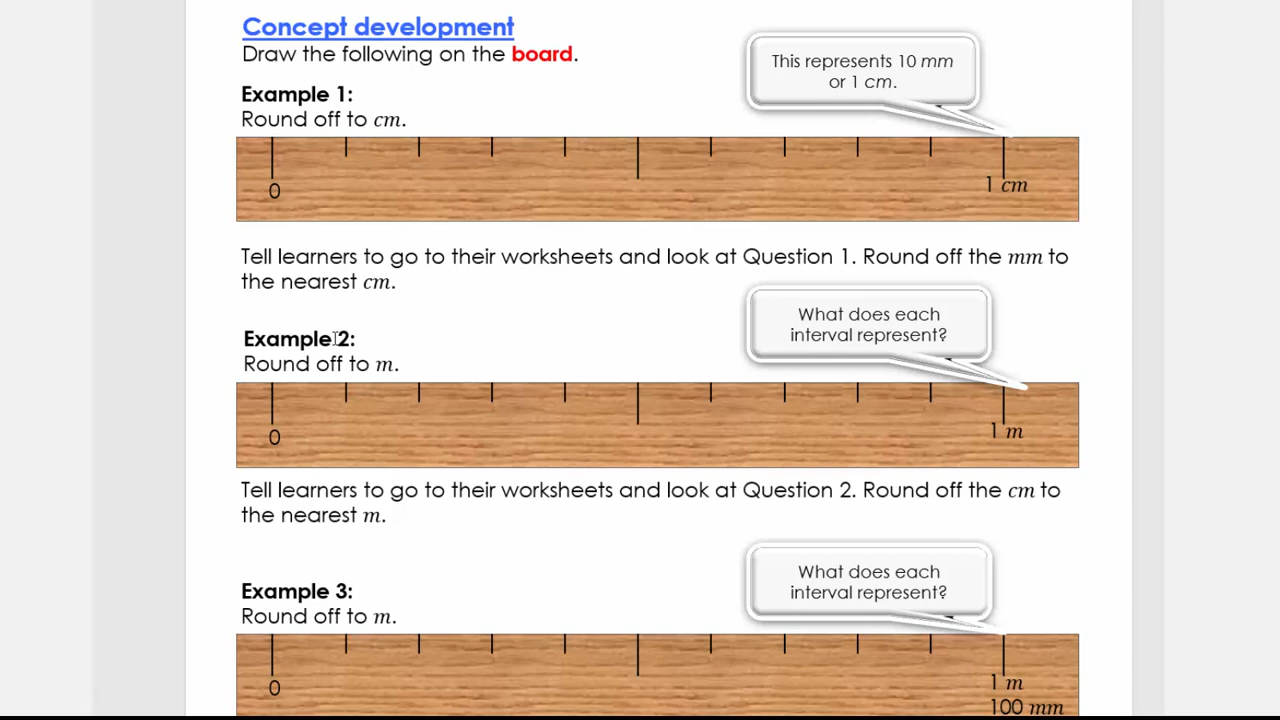 Concept development
Draw the following on the board.
This represents 10 mm
or 1 cm.
Example 1:
Round off to cm.
0
1 cm
Tell learners to go to their worksheets and look at Question 1. Round off the mm to
the nearest cm.
What does each
interval represent?
Example 2:
Round off to m.
0
1 m
Tell learners to go to their worksheets and look at Question 2. Round off the cm to
the nearest m.
What does each
interval represent?
Example 3:
Round off to m.
0
1 m
100 mm